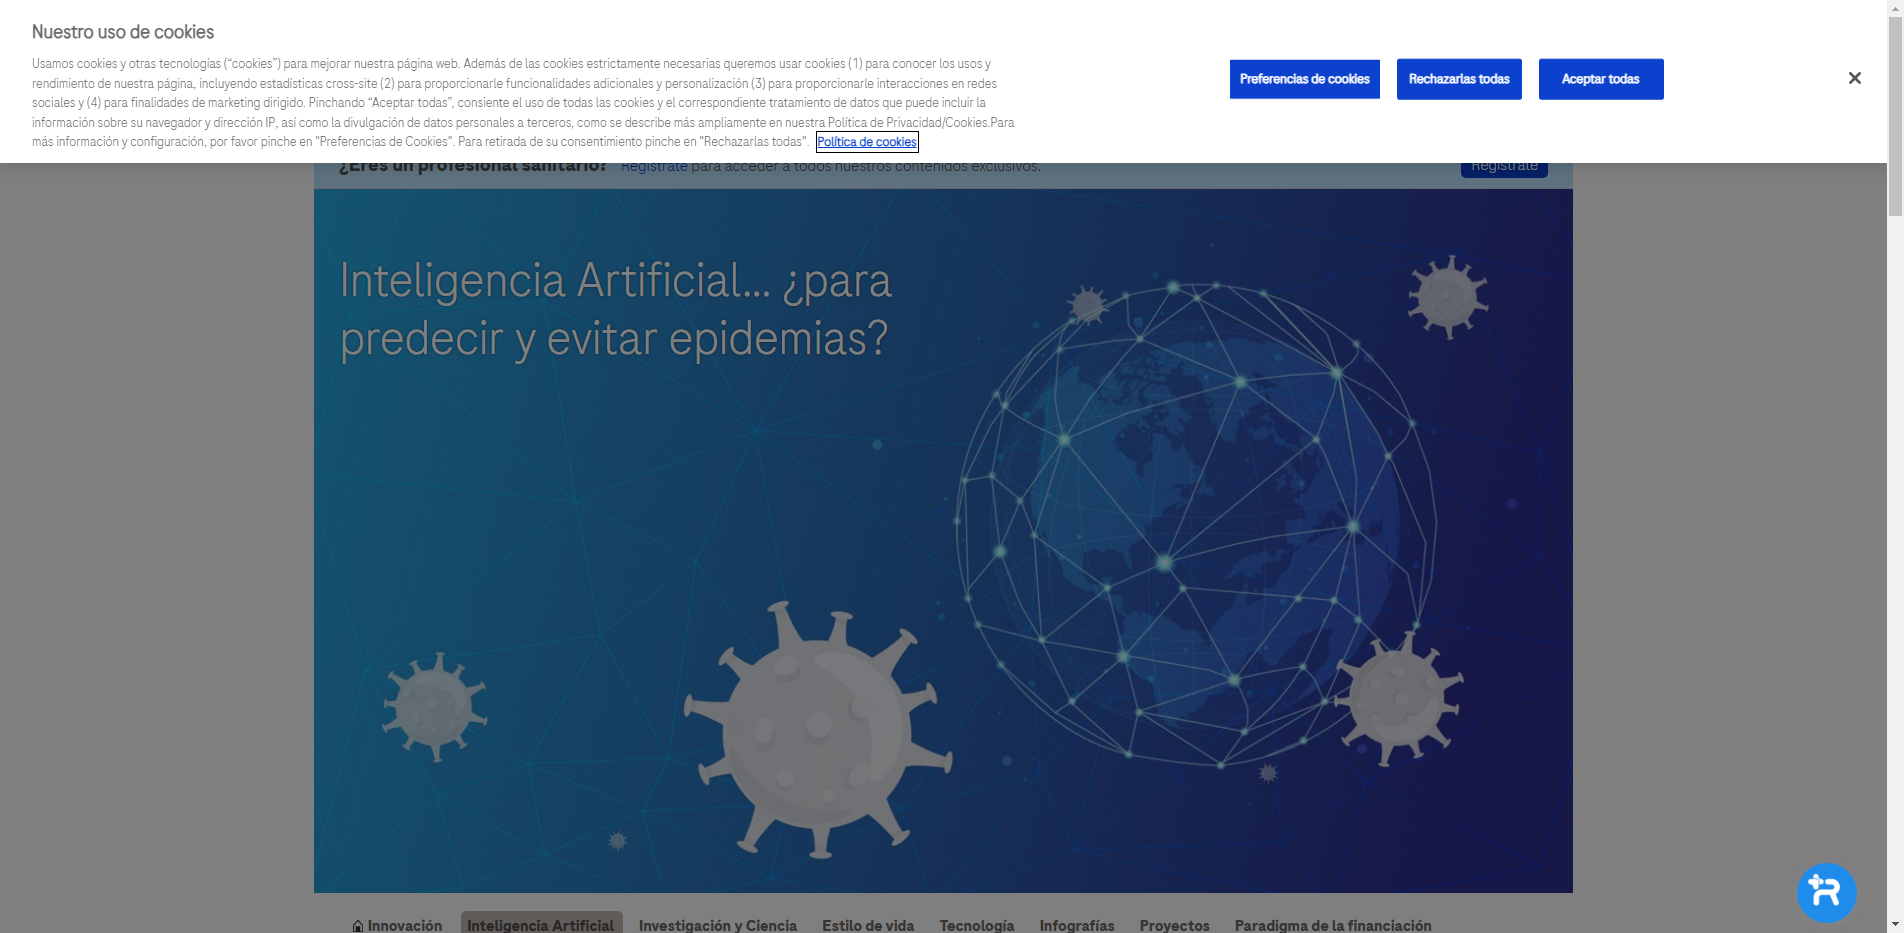 Nuestro uso de cookies
Usamos cookies y otras tecnologías (“cookies”) para mejorar nuestra página web. Además de las cookies estrictamente necesarias queremos usar cookies (1) para conocer los usos y
rendimiento de nuestra página, incluyendo estadísticas cross-site (2) para proporcionarle funcionalidades adicionales y personalización (3) para proporcionarle interacciones en redes
sociales y (4) para finalidades de marketing dirigido. Pinchando “Aceptar todas”, consiente el uso de todas las cookies y el correspondiente tratamiento de datos que puede incluir la
información sobre su navegador y dirección IP, así como la divulgación de datos personales a terceros, como se describe más ampliamente en nuestra Política de Privacidad/Cookies.Para
más información y configuración, por favor pinche en "Preferencias de Cookies". Para retirada de su consentimiento pinche en "Rechazarlas todas". Política de cookies
Preferencias de cookies
Rechazarlas todas
Aceptar todas
¿Eres un profesional sanitario? Regístrate para acceder a todos nuestros contenidos exclusivos.
Regístrate
Inteligencia Artificial... ¿para
predecir y evitar epidemias?
Innovación Inteligencia Artificial Investigación y Ciencia Estilo de vida Tecnología Infografías Proyectos Paradigma de la financiación